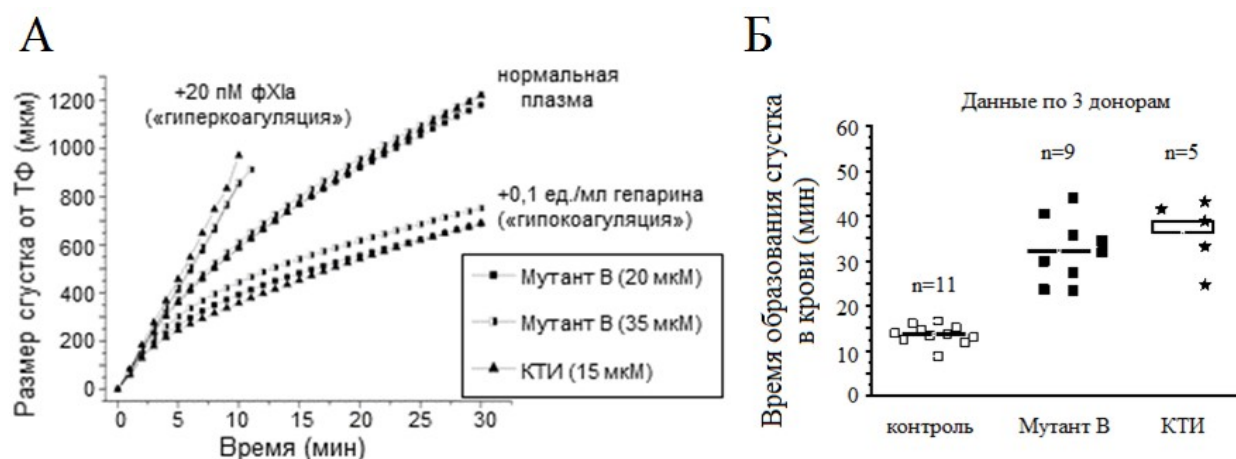 А
+20 пМ фXIa
(«гиперкоагуляция»)
нормальная
плазма
+0,1 ед./мл гепарина
(«гипокоагуляция»)
Мутант В (20 мкМ)
Мутант В (35 мкМ)
КТИ (15 мкМ)
Размер сгустка от ТФ (мкм)
1200
1000
800
600
400
200
0
0 5 10 15 20 25 30
Время (мин)
Б
Данные по 3 донорам
Время образования сгустка
в крови (мин)
60
50
40
30
20
10
0
n=11
n=9
n=5
контроль Мутант В КТИ